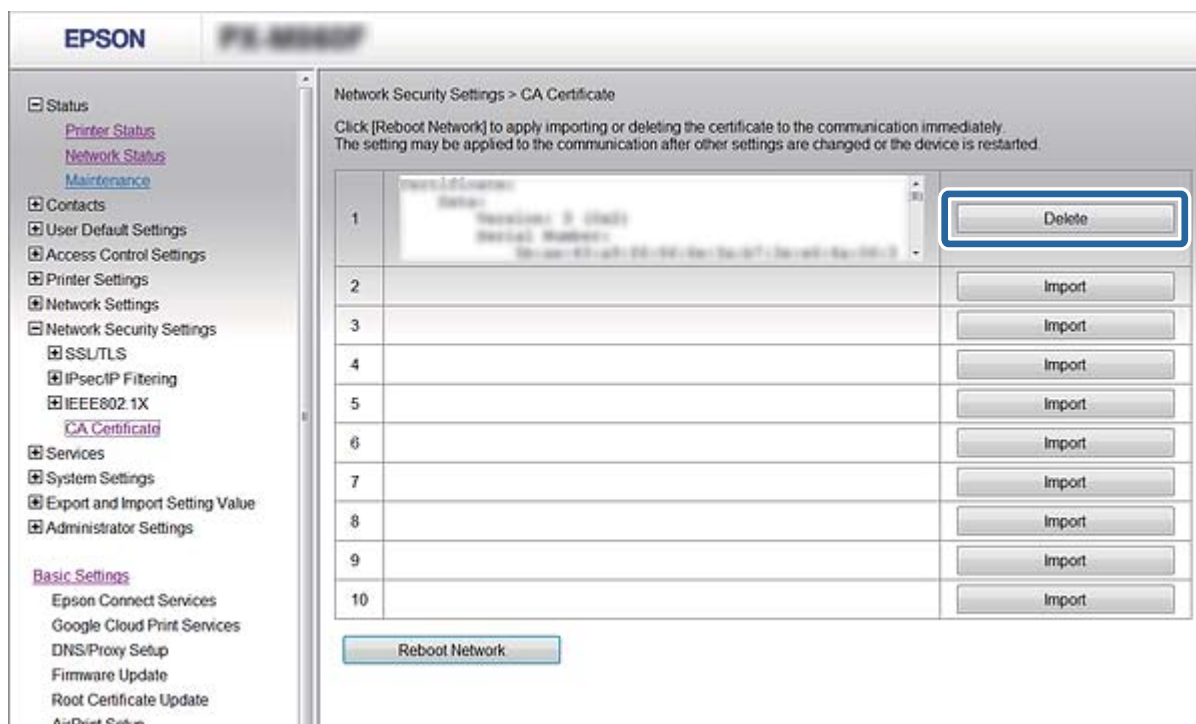 EPSON
Status
Printer Status
Network Status
Maintenance
Contacts
User Default Settings
Access Control Settings
Printer Settings
Network Settings
Network Security Settings
SSL/TLS
IPsec/IP Filtering
IEEE802.1X
CA Certificate
Services
System Settings
Export and Import Setting Value
Administrator Settings
Basic Settings
Epson Connect Services
Google Cloud Print Services
DNS/Proxy Setup
Firmware Update
Root Certificate Update
AirPrint Setup
Network Security Settings > CA Certificate
Click [Reboot Network] to apply importing or deleting the certificate to the communication immediately.
The setting may be applied to the communication after other settings are changed or the device is restarted.
1 Delete
2 Import
3 Import
4 Import
5 Import
6 Import
7 Import
8 Import
9 Import
10 Import
Reboot Network